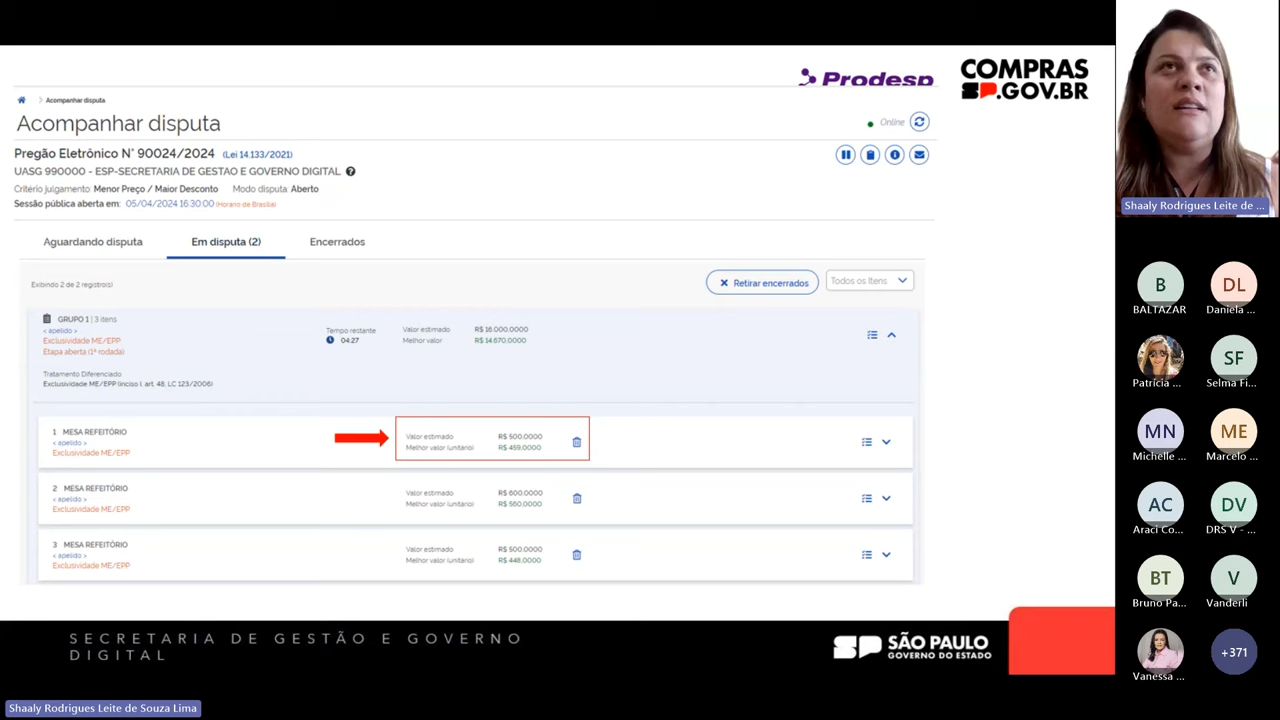 Prodesp
COMPRAS
SP.GOV.BR
Acompanhar disputa
Acompanhar disputa
Online
Pregão Eletrônico N° 90024/2024 (Lei 14.133/2021)
UASG 990000 - ESP-SECRETARIA DE GESTAO E GOVERNO DIGITAL
Critério julgamento: Menor Preço / Maior Desconto Modo disputa: Aberto
Sessão pública aberta em: 05/04/2024 16:30:00 (Horário de Brasília)
Aguardando disputa Em disputa (2) Encerrados
Exibindo 2 de 2 registro(s)
Retirar encerrados Todos os Itens
GRUPO 1 | 3 itens
< apelido >
Exclusividade ME/EPP
Etapa aberta (1ª rodada)
Tempo restante
04:27
Valor estimado R$ 16.000,0000
Melhor valor R$ 14.670,0000
Tratamento Diferenciado
Exclusividade ME/EPP (Inciso I, art. 48, LC 123/2006)
1 MESA REFEITÓRIO
< apelido >
Exclusividade ME/EPP
Valor estimado R$ 500,0000
Melhor valor (unitário) R$ 459,0000
2 MESA REFEITÓRIO
< apelido >
Exclusividade ME/EPP
Valor estimado R$ 600,0000
Melhor valor (unitário) R$ 560,0000
3 MESA REFEITÓRIO
< apelido >
Exclusividade ME/EPP
Valor estimado R$ 500,0000
Melhor valor (unitário) R$ 448,0000
SECRETARIA DE GESTÃO E GOVERNO
DIGITAL
SP SÃO PAULO
GOVERNO DO ESTADO
Shaaly Rodrigues Leite de Souza Lima
Shaaly Rodrigues Leite de ...
B
BALTAZAR
DL
Daniela ...
Patrícia ...
SF
Selma Fi...
MN
Michelle ...
ME
Marcelo ...
AC
Araci Co...
DV
DRS V - ...
BT
Bruno Pa...
V
Vanderli
Vanessa ...
+371